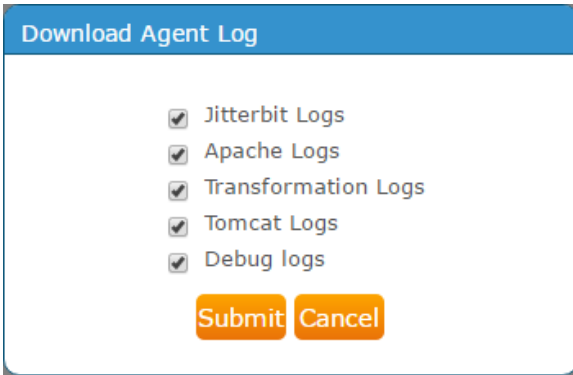 Download Agent Log
Jitterbit Logs
Apache Logs
Transformation Logs
Tomcat Logs
Debug logs
Submit Cancel